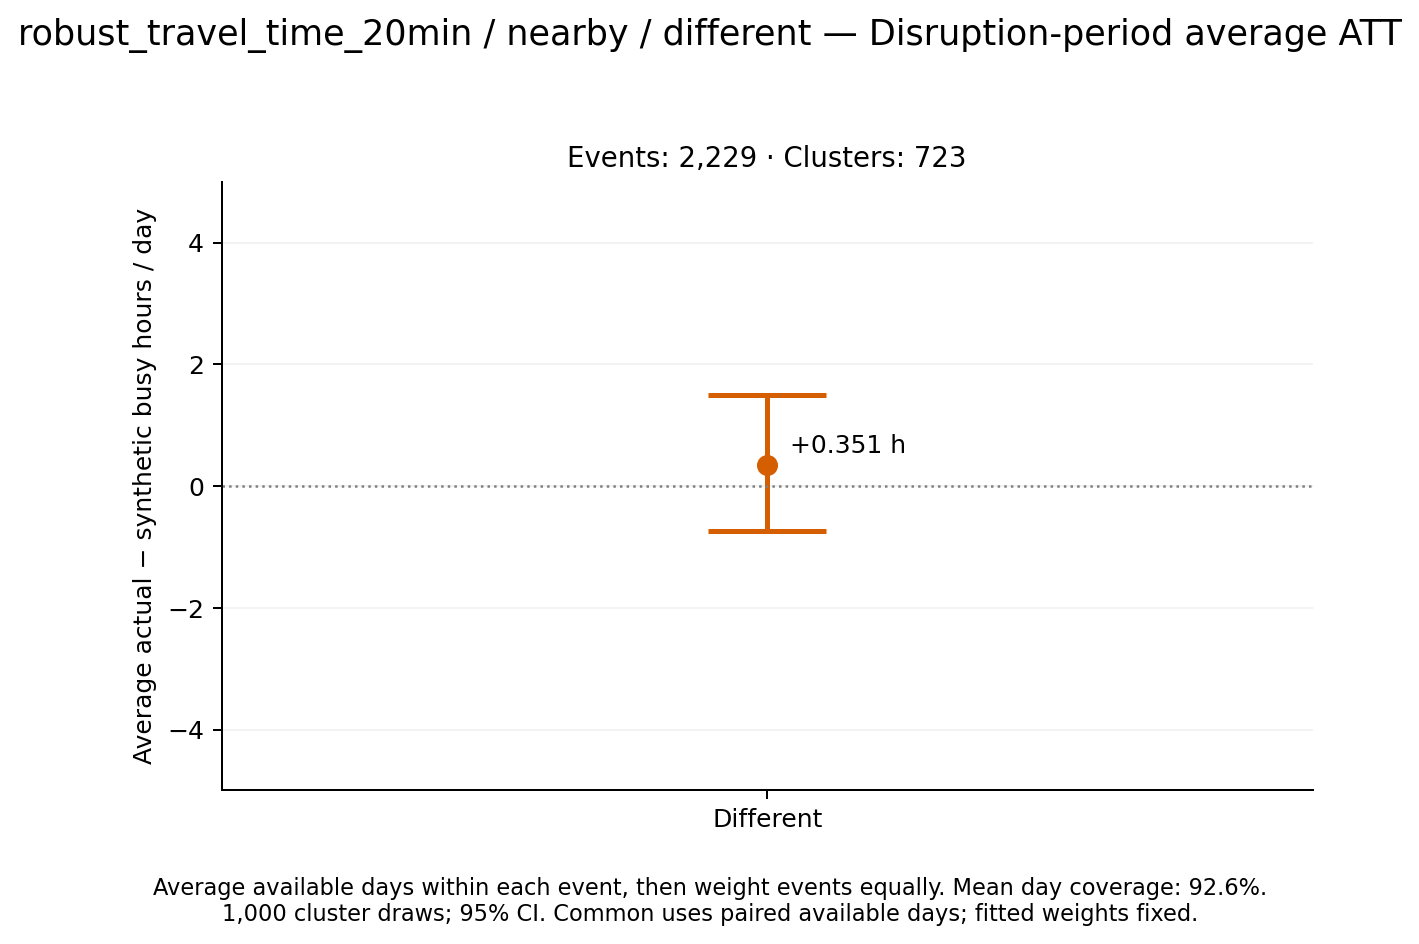 robust_travel_time_20min / nearby / different — Disruption-period average ATT
Events: 2,229 · Clusters: 723
Average actual − synthetic busy hours / day
4
2
0
−2
−4
+0.351 h
Different
Average available days within each event, then weight events equally. Mean day coverage: 92.6%.
1,000 cluster draws; 95% CI. Common uses paired available days; fitted weights fixed.